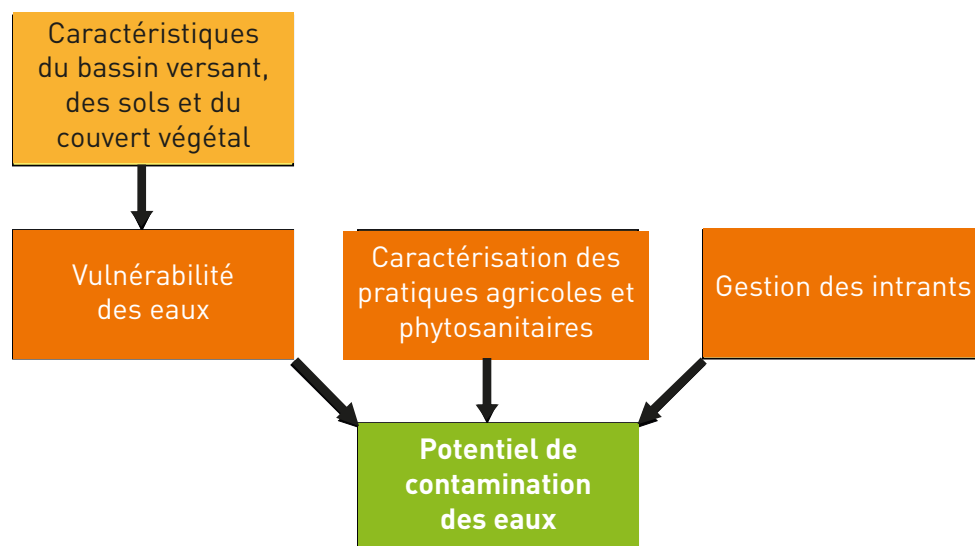 Caractéristiques
du bassin versant,
des sols et du
couvert végétal
Vulnérabilité
des eaux
Caractérisation des
pratiques agricoles et
phytosanitaires
Gestion des intrants
Potentiel de
contamination
des eaux